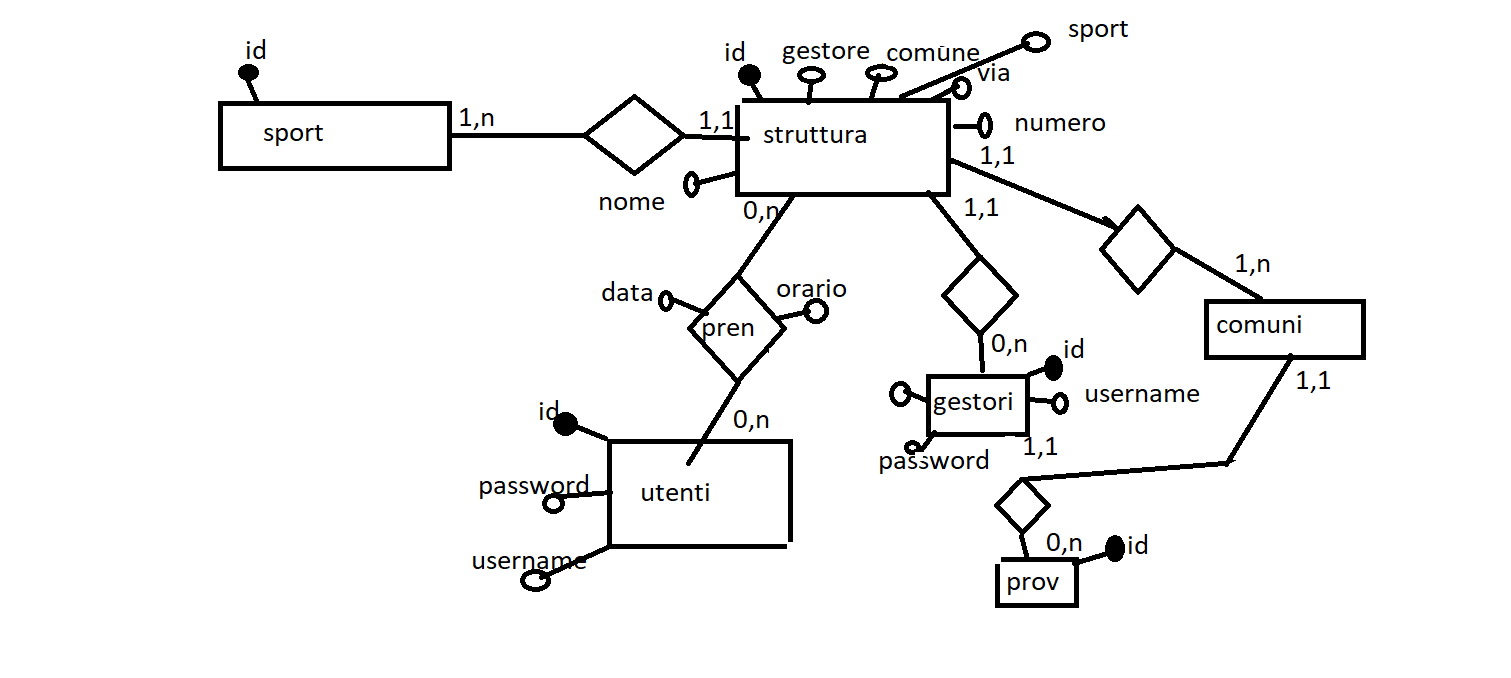 sport
id
gestore
comune
id
via
sport
1,n
1,1
struttura
numero
1,1
nome
0,n
1,1
1,n
data
orario
comuni
pren
0,n
id
1,1
gestori
username
id
0,n
1,1
password
password
utenti
username
0,n
id
prov